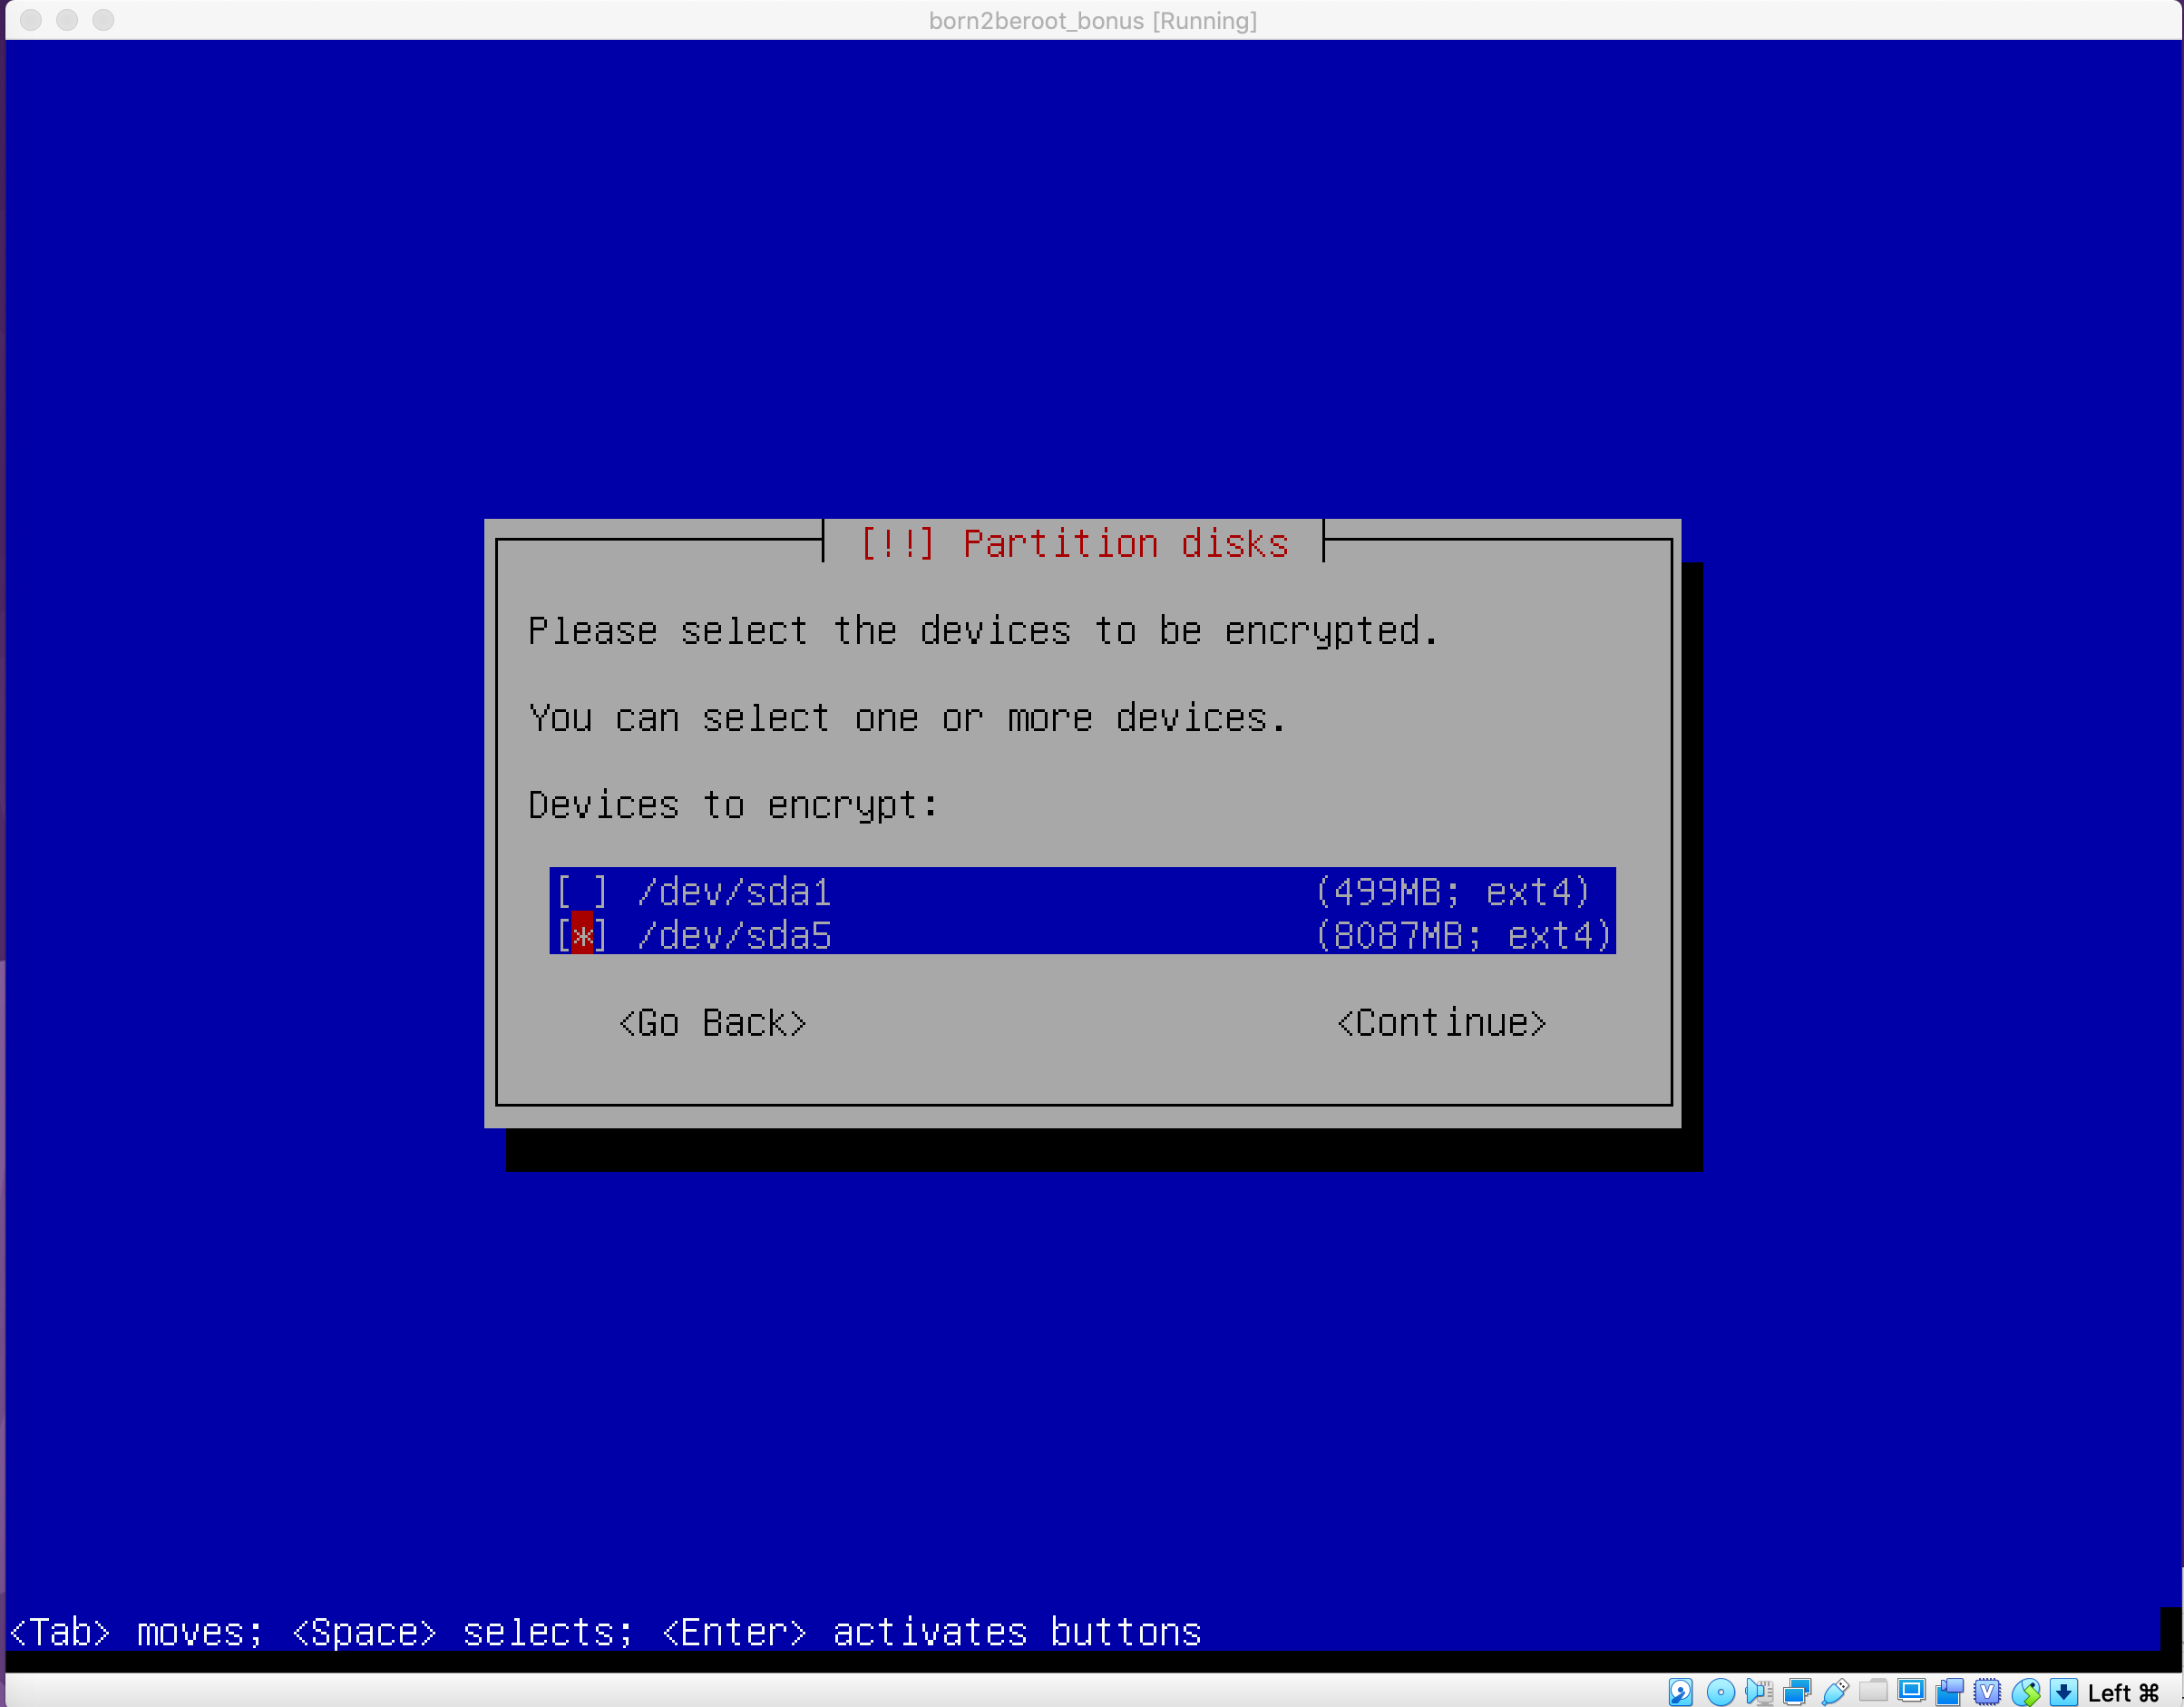 born2beroot_bonus [Running]
[!!] Partition disks
Please select the devices to be encrypted.
You can select one or more devices.
Devices to encrypt:
[ ] /dev/sda1 (499MB; ext4)
[*] /dev/sda5 (8087MB; ext4)
<Go Back> <Continue>
<Tab> moves; <Space> selects; <Enter> activates buttons
Left ⌘